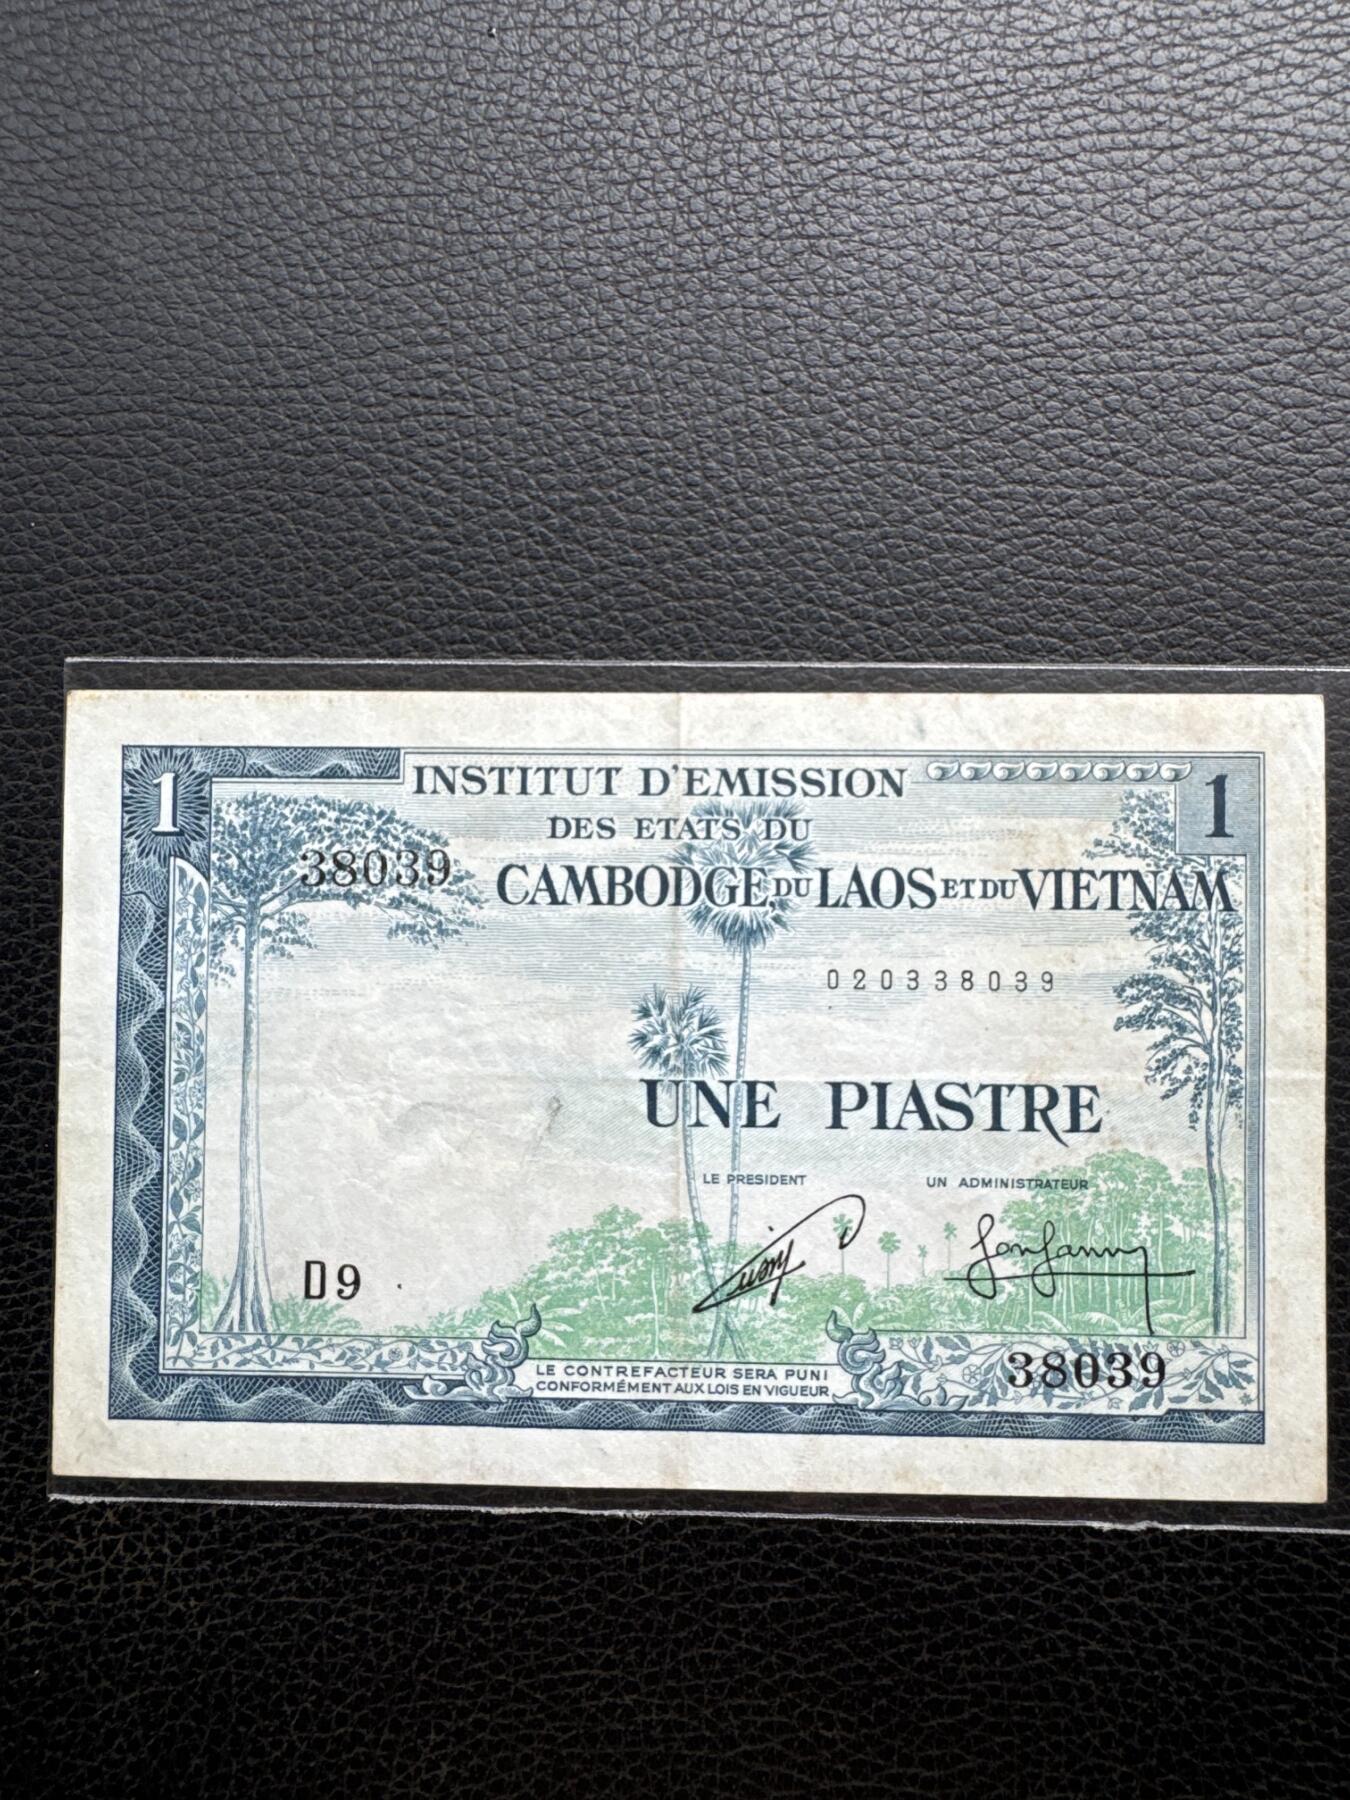 1
INSTITUT D'EMISSION
1
DES ETATS DU
38039
CAMBODGE, DU LAOS ET DU VIETNAM
020338039
UNE PIASTRE
LE PRESIDENT
UN ADMINISTRATEUR
D9
38039
LE CONTREFACTEUR SERA PUNI
CONFORMÉMENT AUX LOIS EN VIGUEUR